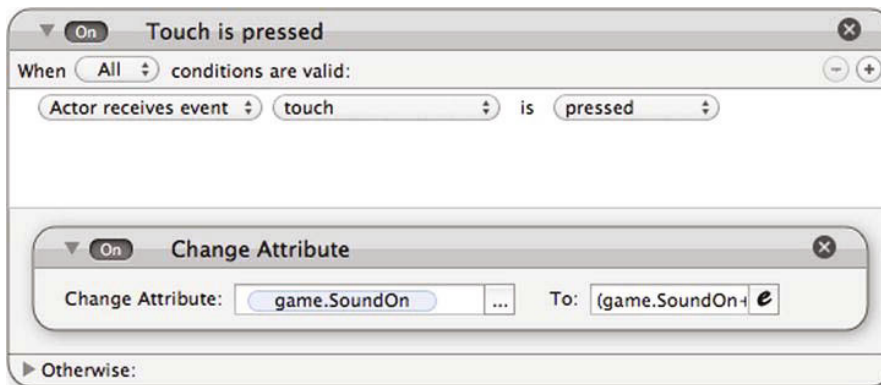 On Touch is pressed
When All conditions are valid:
Actor receives event touch is pressed
On Change Attribute
Change Attribute: game.SoundOn ... To: (game.SoundOn+ e
Otherwise: